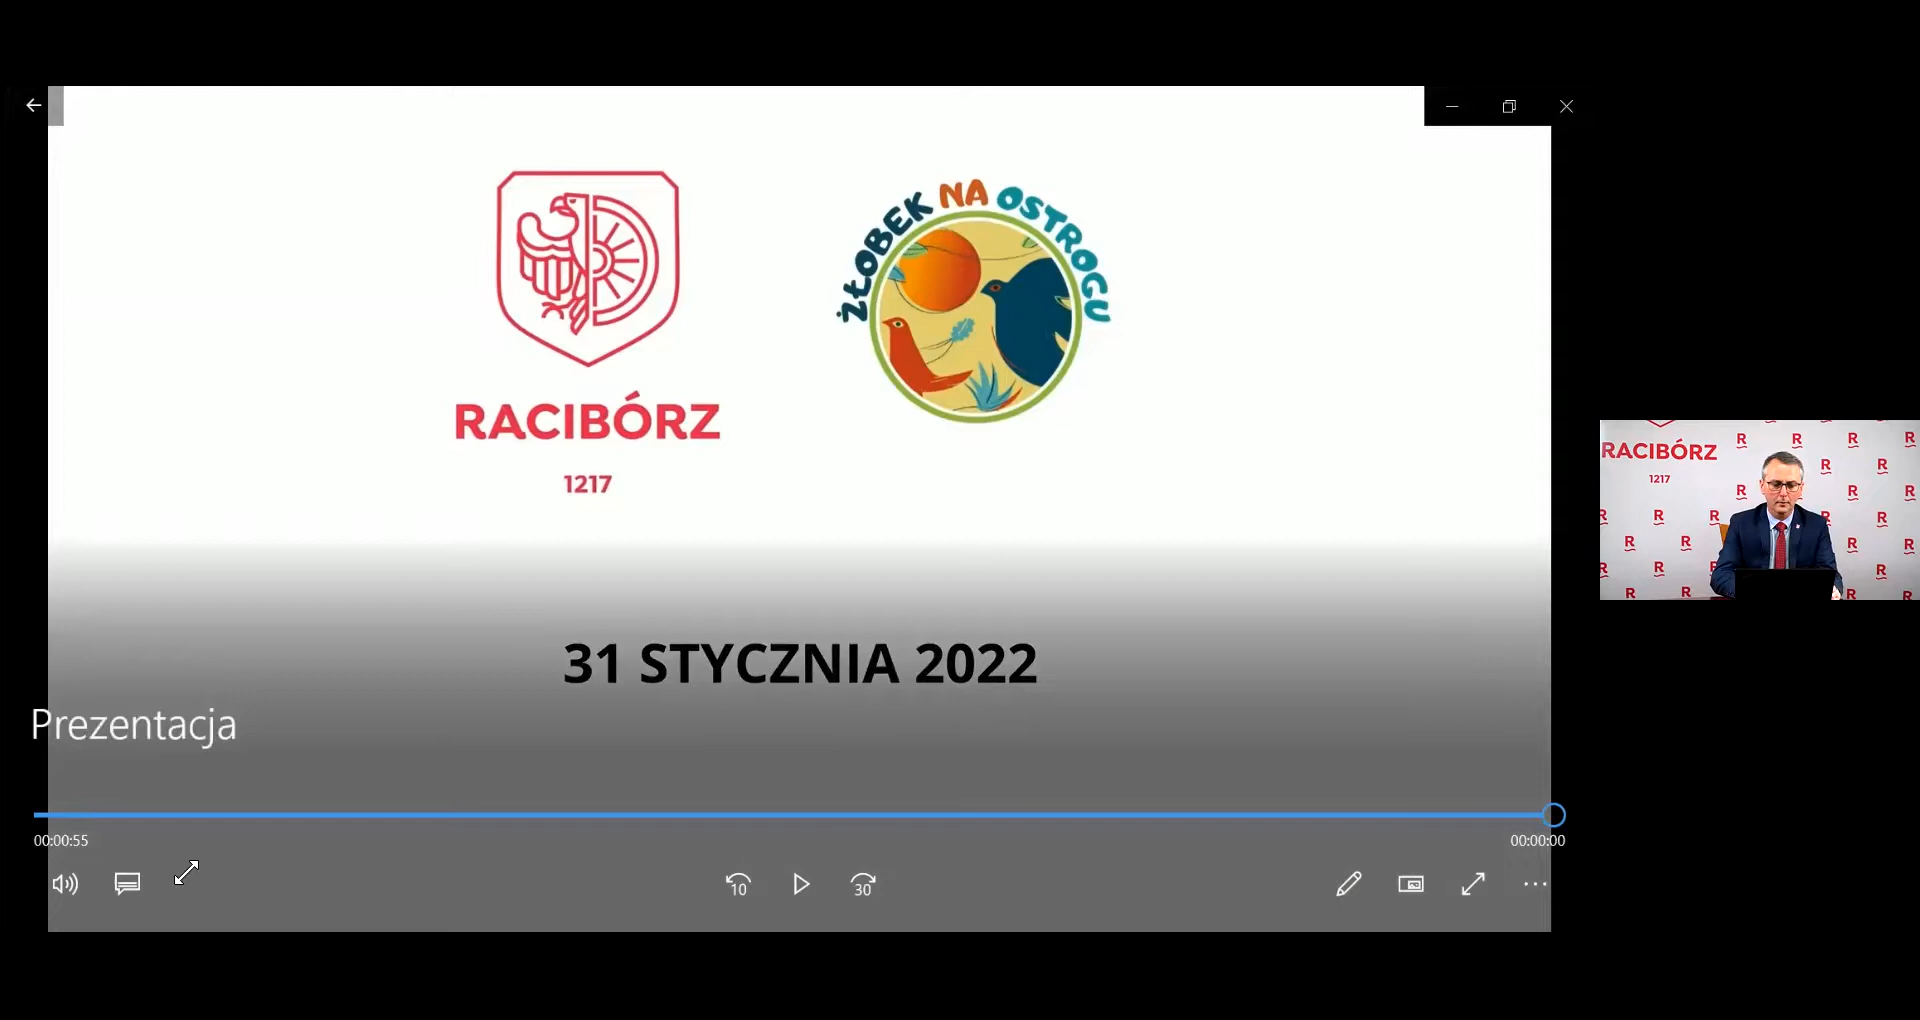 ŻŁOBEK NA OSTROGU
RACIBÓRZ
1217
31 STYCZNIA 2022
Prezentacja
00:00:55
00:00:00
10
30
RACIBÓRZ
1217
R R R R
R R
R R R
R R R R R
R R R R
R R R R
R R R R